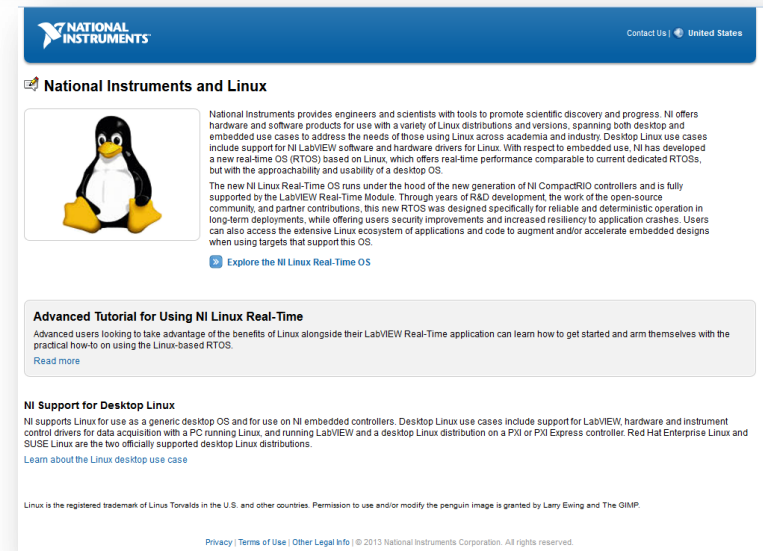 NATIONAL
INSTRUMENTS
Contact Us | United States
National Instruments and Linux
National Instruments provides engineers and scientists with tools to promote scientific discovery and progress. NI offers
hardware and software products for use with a variety of Linux distributions and versions, spanning both desktop and
embedded use cases to address the needs of those using Linux across academia and industry. Desktop Linux use cases
include support for NI LabVIEW software and hardware drivers for Linux. With respect to embedded use, NI has developed
a new real-time OS (RTOS) based on Linux, which offers real-time performance comparable to current dedicated RTOSs,
but with the approachability and usability of a desktop OS.
The new NI Linux Real-Time OS runs under the hood of the new generation of NI CompactRIO controllers and is fully
supported by the LabVIEW Real-Time Module. Through years of R&D development, the work of the open-source
community, and partner contributions, this new RTOS was designed specifically for reliable and deterministic operation in
long-term deployments, while offering users security improvements and increased resiliency to application crashes. Users
can also access the extensive Linux ecosystem of applications and code to augment and/or accelerate embedded designs
when using targets that support this OS.
Explore the NI Linux Real-Time OS
Advanced Tutorial for Using NI Linux Real-Time
Advanced users looking to take advantage of the benefits of Linux alongside their LabVIEW Real-Time application can learn how to get started and arm themselves with the
practical how-to on using the Linux-based RTOS.
Read more
NI Support for Desktop Linux
NI supports Linux for use as a generic desktop OS and for use on NI embedded controllers. Desktop Linux use cases include support for LabVIEW, hardware and instrument
control drivers for data acquisition with a PC running Linux, and running LabVIEW and a desktop Linux distribution on a PXI or PXI Express controller. Red Hat Enterprise Linux and
SUSE Linux are the two officially supported desktop Linux distributions.
Learn about the Linux desktop use case
Linux is the registered trademark of Linus Torvalds in the U.S. and other countries. Permission to use and/or modify the penguin image is granted by Larry Ewing and The GIMP.
Privacy | Terms of Use | Other Legal Info | © 2013 National Instruments Corporation. All rights reserved.